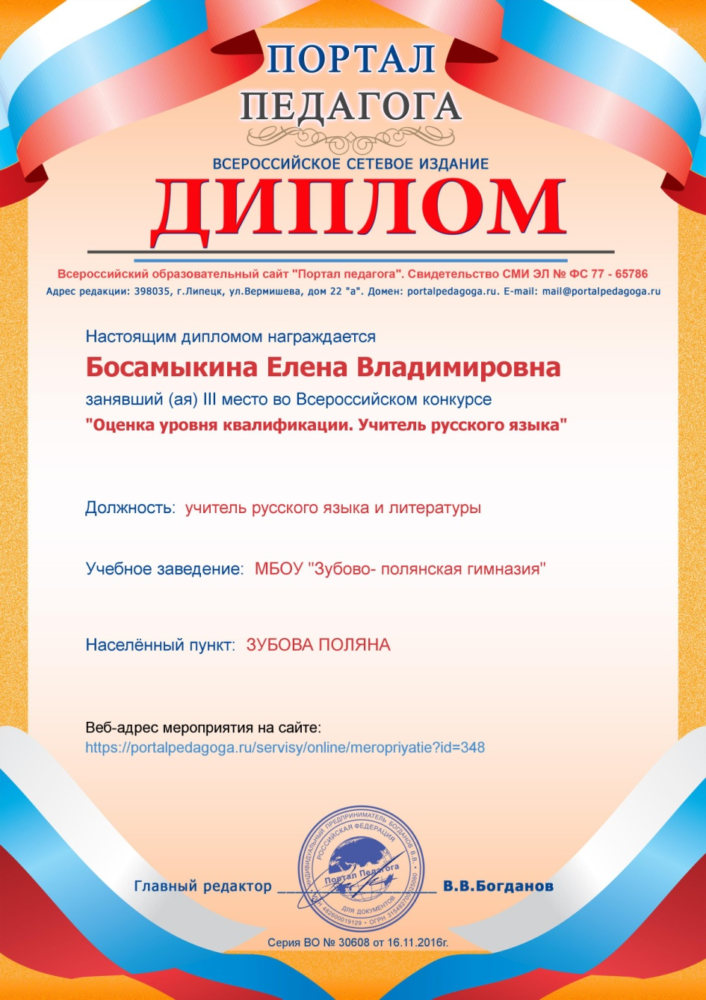 ПОРТАЛ
ПЕДАГОГА
ВСЕРОССИЙСКОЕ СЕТЕВОЕ ИЗДАНИЕ
ДИПЛОМ
Всероссийский образовательный сайт "Портал педагога". Свидетельство СМИ ЭЛ № ФС 77 - 65786
Адрес редакции: 398035, г.Липецк, ул.Вермишева, дом 22 "а". Домен: portalpedagoga.ru. E-mail: mail@portalpedagoga.ru
Настоящим дипломом награждается
Босамыкина Елена Владимировна
занявший (ая) III место во Всероссийском конкурсе
"Оценка уровня квалификации. Учитель русского языка"
Должность: учитель русского языка и литературы
Учебное заведение: МБОУ "Зубово- полянская гимназия"
Населённый пункт: ЗУБОВА ПОЛЯНА
Веб-адрес мероприятия на сайте:
https://portalpedagoga.ru/servisy/online/meropriyatie?id=348
ИНДИВИДУАЛЬНЫЙ ПРЕДПРИНИМАТЕЛЬ БОГДАНОВ В.В.
РОССИЙСКАЯ ФЕДЕРАЦИЯ
Портал Педагога
ДЛЯ ДОКУМЕНТОВ
Главный редактор ____________________ В.В.Богданов
Серия ВО № 30608 от 16.11.2016г.